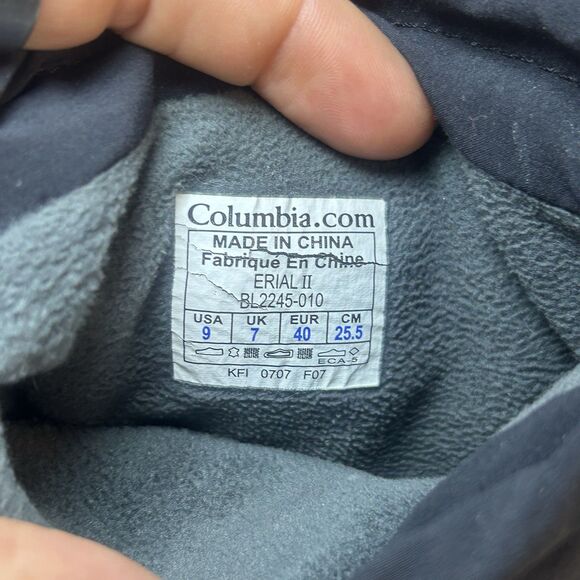 Columbia.com
MADE IN CHINA
Fabriqué En Chine
ERIAL II
BL2245-010
USA UK EUR CM
9 7 40 25.5
ECA-5
KFI 0707 F07